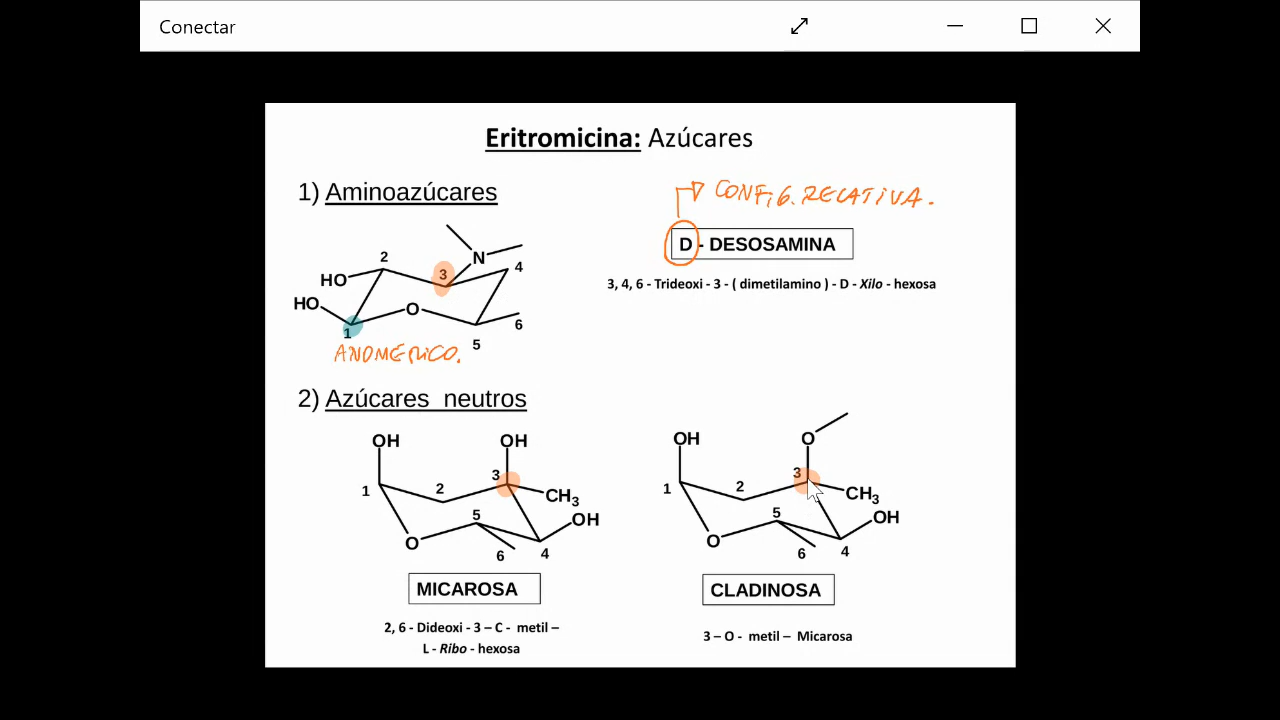 Conectar
Eritromicina: Azúcares
1) Aminoazúcares
CONFIG. RELATIVA.
D - DESOSAMINA
3, 4, 6 - Trideoxi - 3 - ( dimetilamino ) - D - Xilo - hexosa
N
2
3
4
HO
HO
O
1
6
5
ANOMERICO.
2) Azúcares neutros
OH
OH
3
1
2
CH3
5
OH
O
6
4
MICAROSA
2, 6 - Dideoxi - 3 – C - metil –
L - Ribo - hexosa
OH
O
3
1
2
CH3
5
OH
O
6
4
CLADINOSA
3 – O - metil – Micarosa